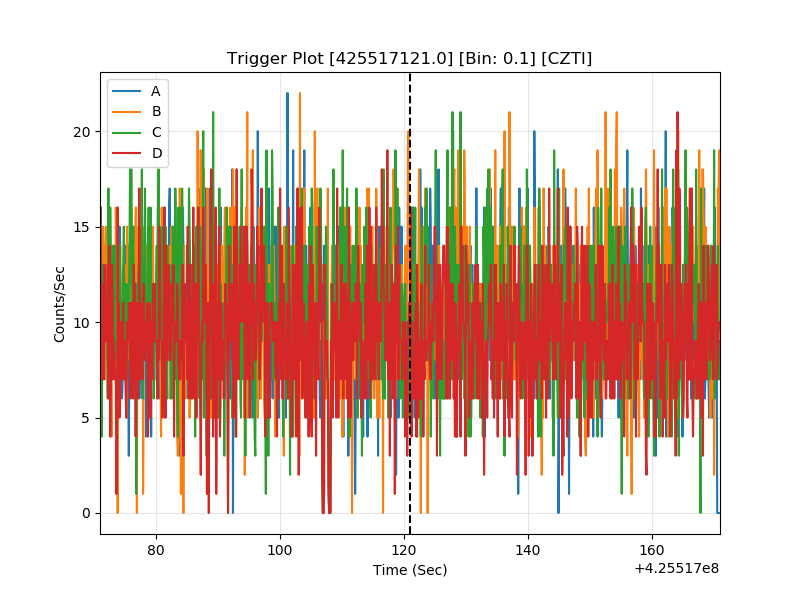 Trigger Plot [425517121.0] [Bin: 0.1] [CZTI]
A
B
C
D
20
15
10
5
0
Counts/Sec
80 100 120 140 160
+4.25517e8
Time (Sec)